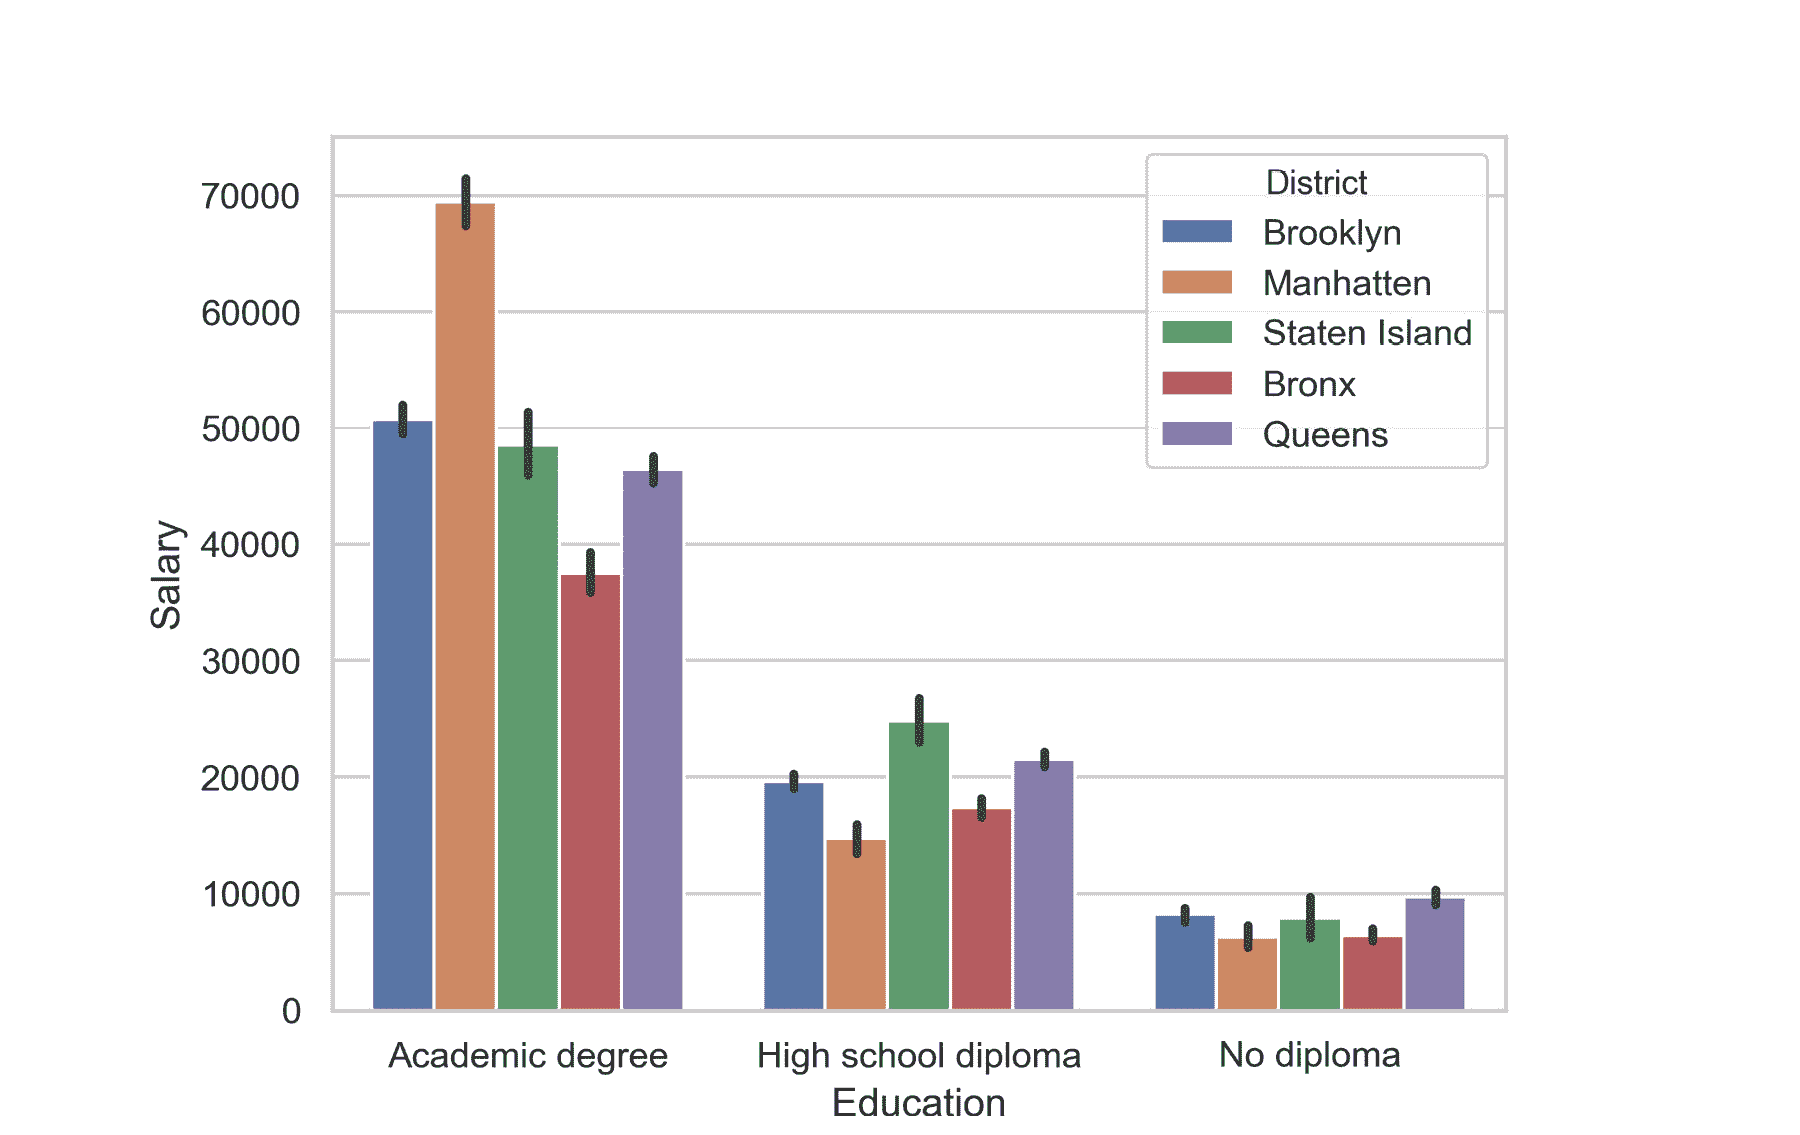 District
Brooklyn
Manhatten
Staten Island
Bronx
Queens
Salary
70000
60000
50000
40000
30000
20000
10000
0
Academic degree
High school diploma
No diploma
Education